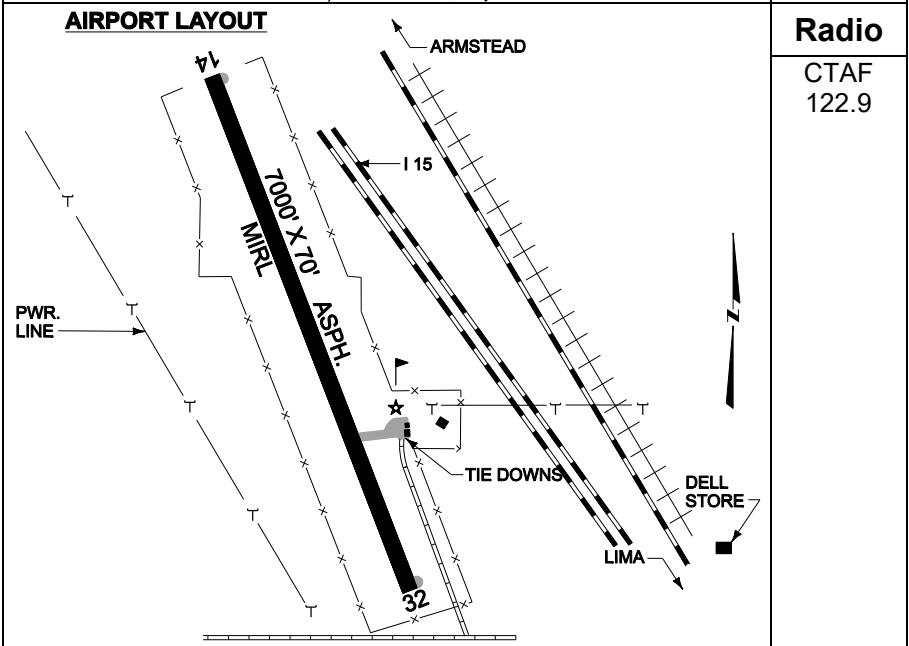 AIRPORT LAYOUT
Radio
CTAF
122.9
ARMSTEAD
14
I 15
7000' X 70'
ASPH.
MIRL
PWR.
LINE
N
TIE DOWNS
DELL
STORE
LIMA
32